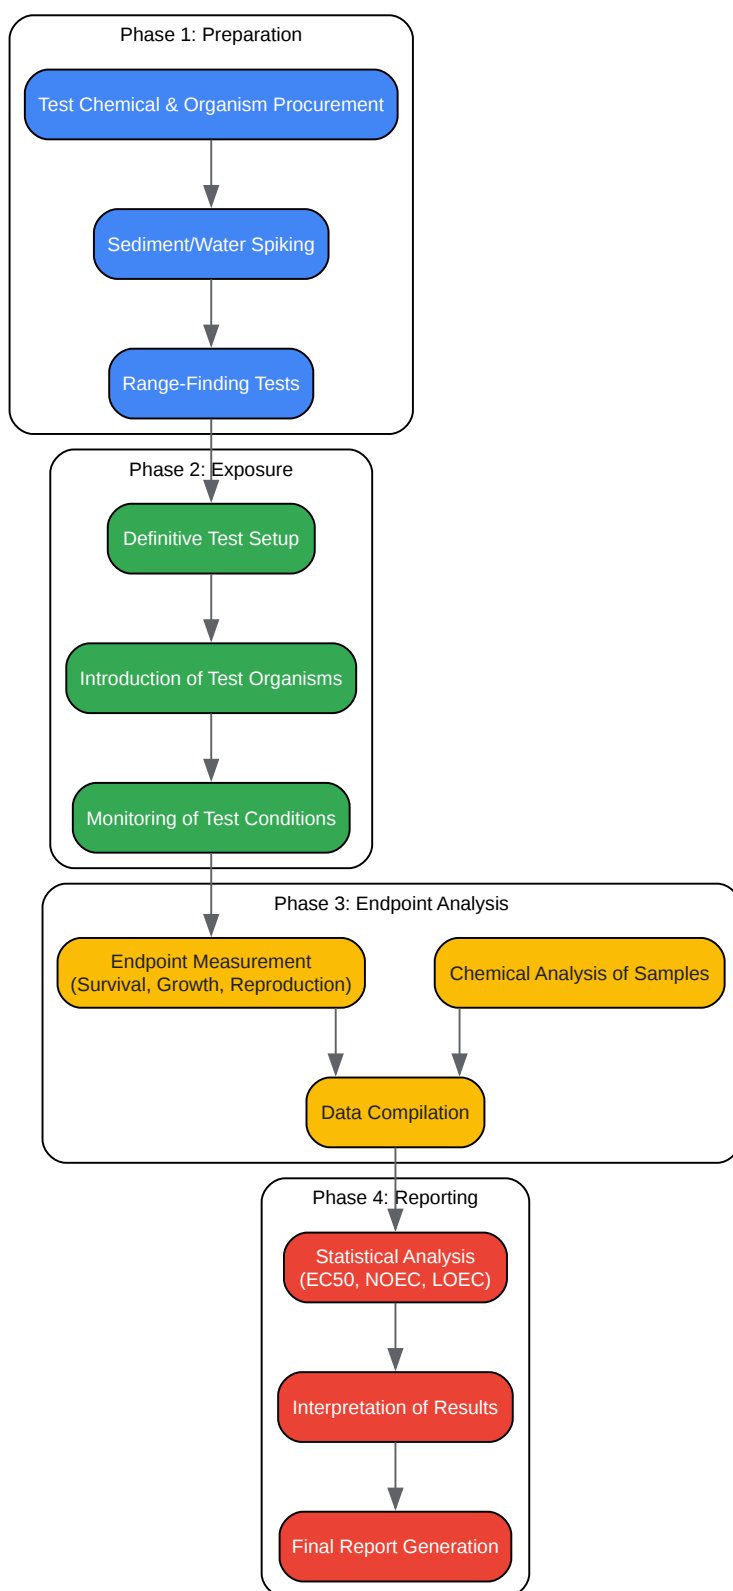 Phase 1: Preparation
Test Chemical & Organism Procurement
Sediment/Water Spiking
Range-Finding Tests
Phase 2: Exposure
Definitive Test Setup
Introduction of Test Organisms
Monitoring of Test Conditions
Phase 3: Endpoint Analysis
Endpoint Measurement
(Survival, Growth, Reproduction)
Chemical Analysis of Samples
Data Compilation
Phase 4: Reporting
Statistical Analysis
(EC50, NOEC, LOEC)
Interpretation of Results
Final Report Generation